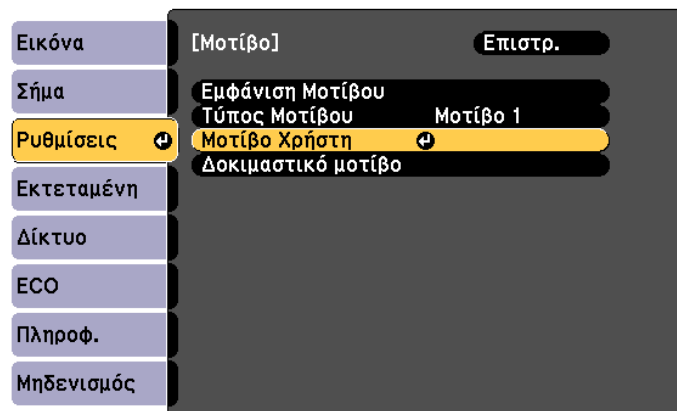 Εικόνα
Σήμα
Ρυθμίσεις
Εκτεταμένη
Δίκτυο
ECO
Πληροφ.
Μηδενισμός
[Μοτίβο] Επιστρ.
Εμφάνιση Μοτίβου
Τύπος Μοτίβου Μοτίβο 1
Μοτίβο Χρήστη
Δοκιμαστικό μοτίβο